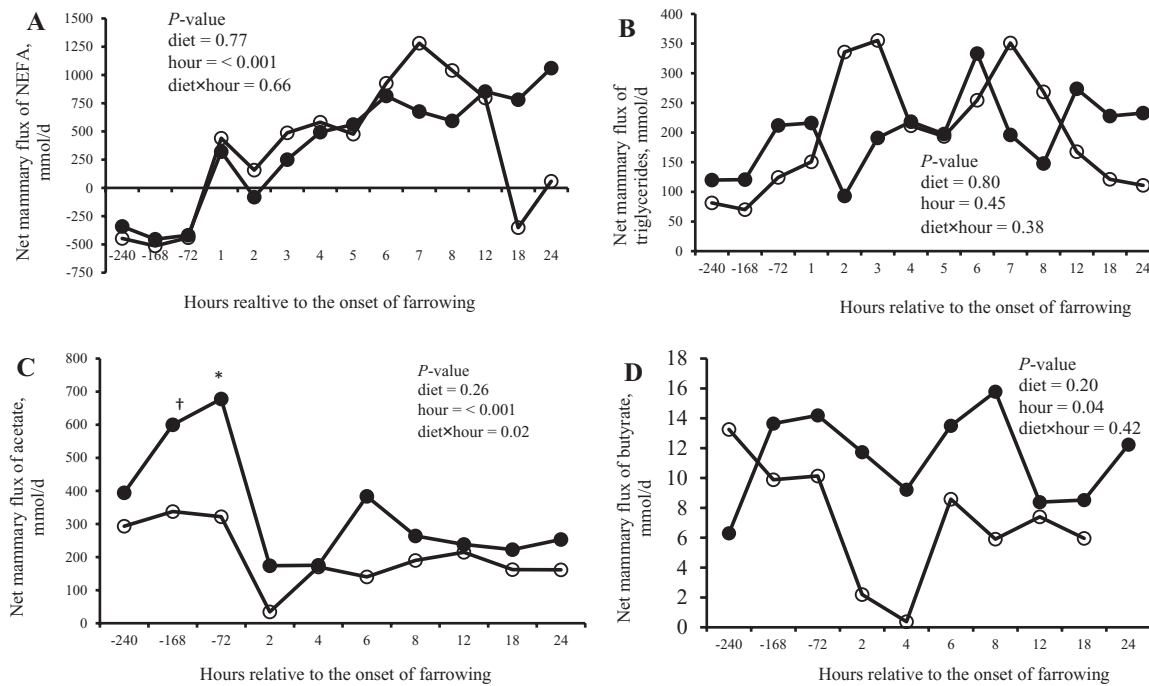 A
P-value
diet = 0.77
hour = < 0.001
diet×hour = 0.66
Net mammary flux of NEFA,
mmol/d
1500
1250
1000
750
500
250
0
-250
-500
-750
-240 -168 -72 1 2 3 4 5 6 7 8 12 18 24
Hours realtive to the onset of farrowing
B
Net mammary flux of
triglycerides, mmol/d
400
350
300
250
200
150
100
50
0
P-value
diet = 0.80
hour = 0.45
diet×hour = 0.38
-240 -168 -72 1 2 3 4 5 6 7 8 12 18 24
Hours relative to the onset of farrowing
C
Net mammary flux of acetate,
mmol/d
800
700
600
500
400
300
200
100
0
† *
P-value
diet = 0.26
hour = < 0.001
diet×hour = 0.02
-240 -168 -72 2 4 6 8 12 18 24
Hours relative to the onset of farrowing
D
Net mammary flux of butyrate,
mmol/d
18
16
14
12
10
8
6
4
2
0
P-value
diet = 0.20
hour = 0.04
diet×hour = 0.42
-240 -168 -72 2 4 6 8 12 18 24
Hours relative to the onset of farrowing